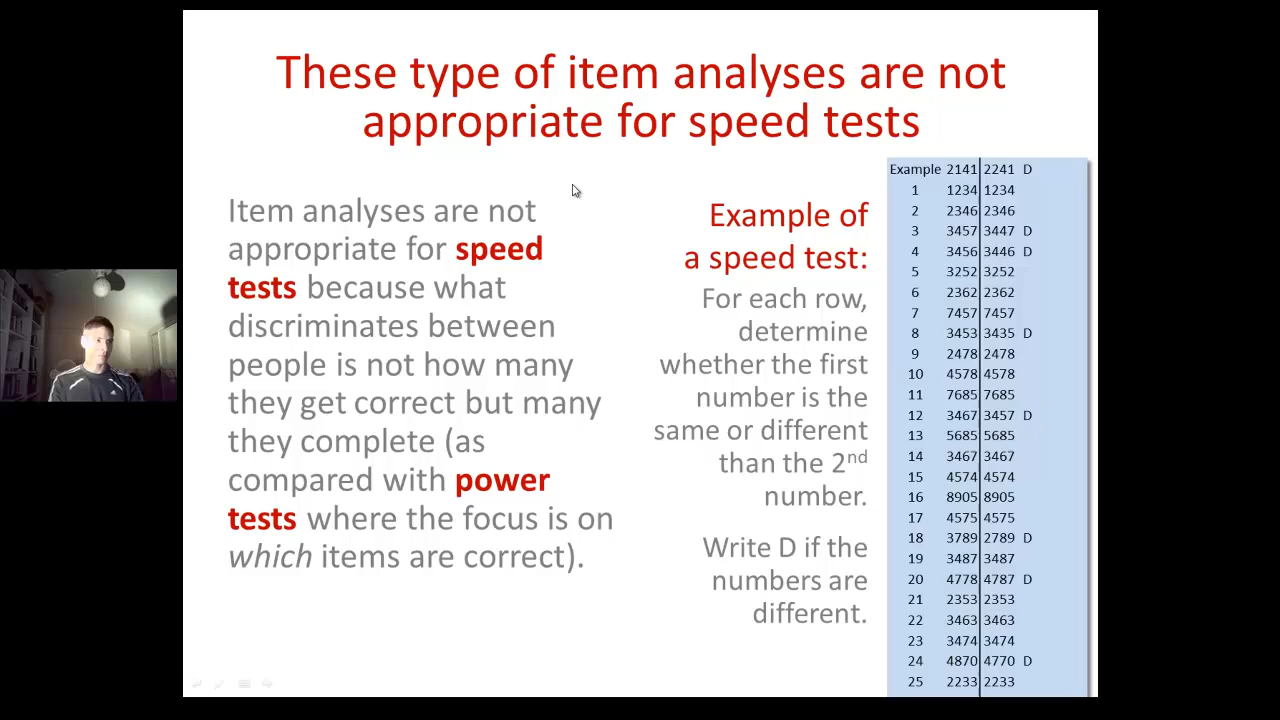 These type of item analyses are not
appropriate for speed tests
Item analyses are not
appropriate for speed
tests because what
discriminates between
people is not how many
they get correct but many
they complete (as
compared with power
tests where the focus is on
which items are correct).
Example of
a speed test:
For each row,
determine
whether the first
number is the
same or different
than the 2nd
number.
Write D if the
numbers are
different.
Example 2141 2241 D
1 1234 1234
2 2346 2346
3 3457 3447 D
4 3456 3446 D
5 3252 3252
6 2362 2362
7 7457 7457
8 3453 3435 D
9 2478 2478
10 4578 4578
11 7685 7685
12 3467 3457 D
13 5685 5685
14 3467 3467
15 4574 4574
16 8905 8905
17 4575 4575
18 3789 2789 D
19 3487 3487
20 4778 4787 D
21 2353 2353
22 3463 3463
23 3474 3474
24 4870 4770 D
25 2233 2233